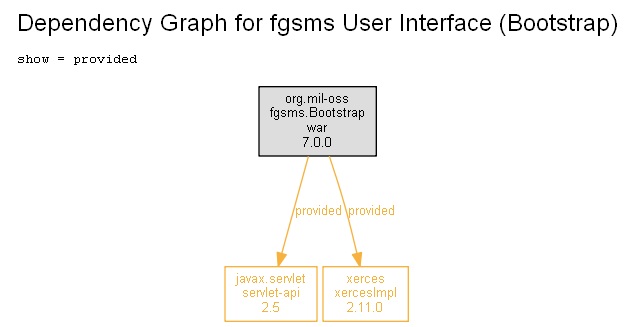 Dependency Graph for fgsms User Interface (Bootstrap)
show = provided
org.mil-oss
fgsms.Bootstrap
war
7.0.0
provided provided
javax.servlet
servlet-api
2.5
xerces
xercesImpl
2.11.0